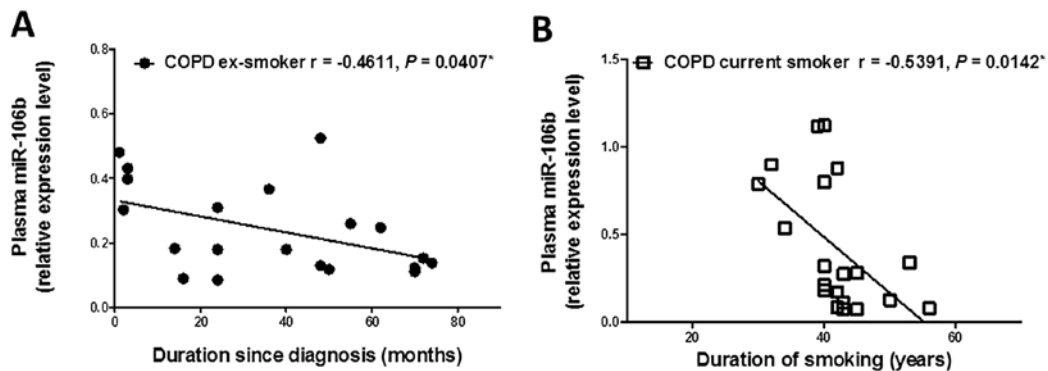 A
COPD ex-smoker r = -0.4611, P = 0.0407*
Plasma miR-106b
(relative expression level)
0.8
0.6
0.4
0.2
0.0
0
20
40
60
80
Duration since diagnosis (months)
B
COPD current smoker r = -0.5391, P = 0.0142*
Plasma miR-106b
(relative expression level)
1.5
1.0
0.5
0.0
40
60
Duration of smoking (years)